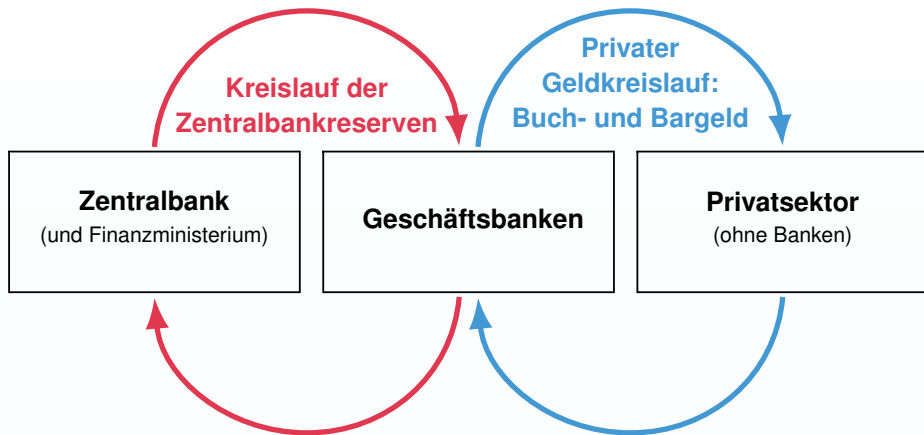 Kreislauf der
Zentralbankreserven
Privater
Geldkreislauf:
Buch- und Bargeld
Zentralbank
(und Finanzministerium)
Geschäftsbanken
Privatsektor
(ohne Banken)